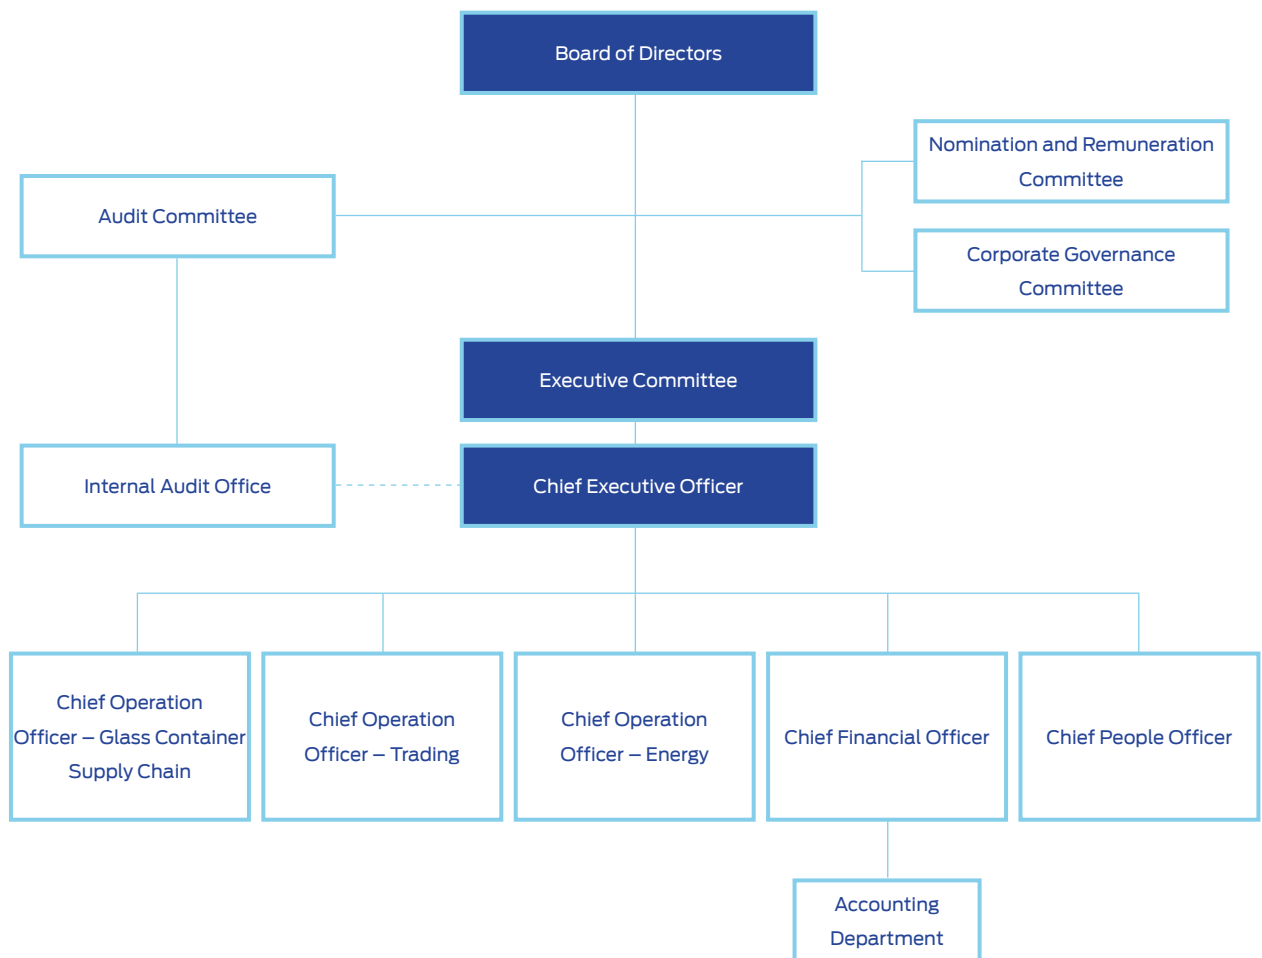 Board of Directors
Nomination and Remuneration
Committee
Audit Committee
Corporate Governance
Committee
Executive Committee
Internal Audit Office
Chief Executive Officer
Chief Operation
Officer – Glass Container
Supply Chain
Chief Operation
Officer – Trading
Chief Operation
Officer – Energy
Chief Financial Officer
Chief People Officer
Accounting
Department